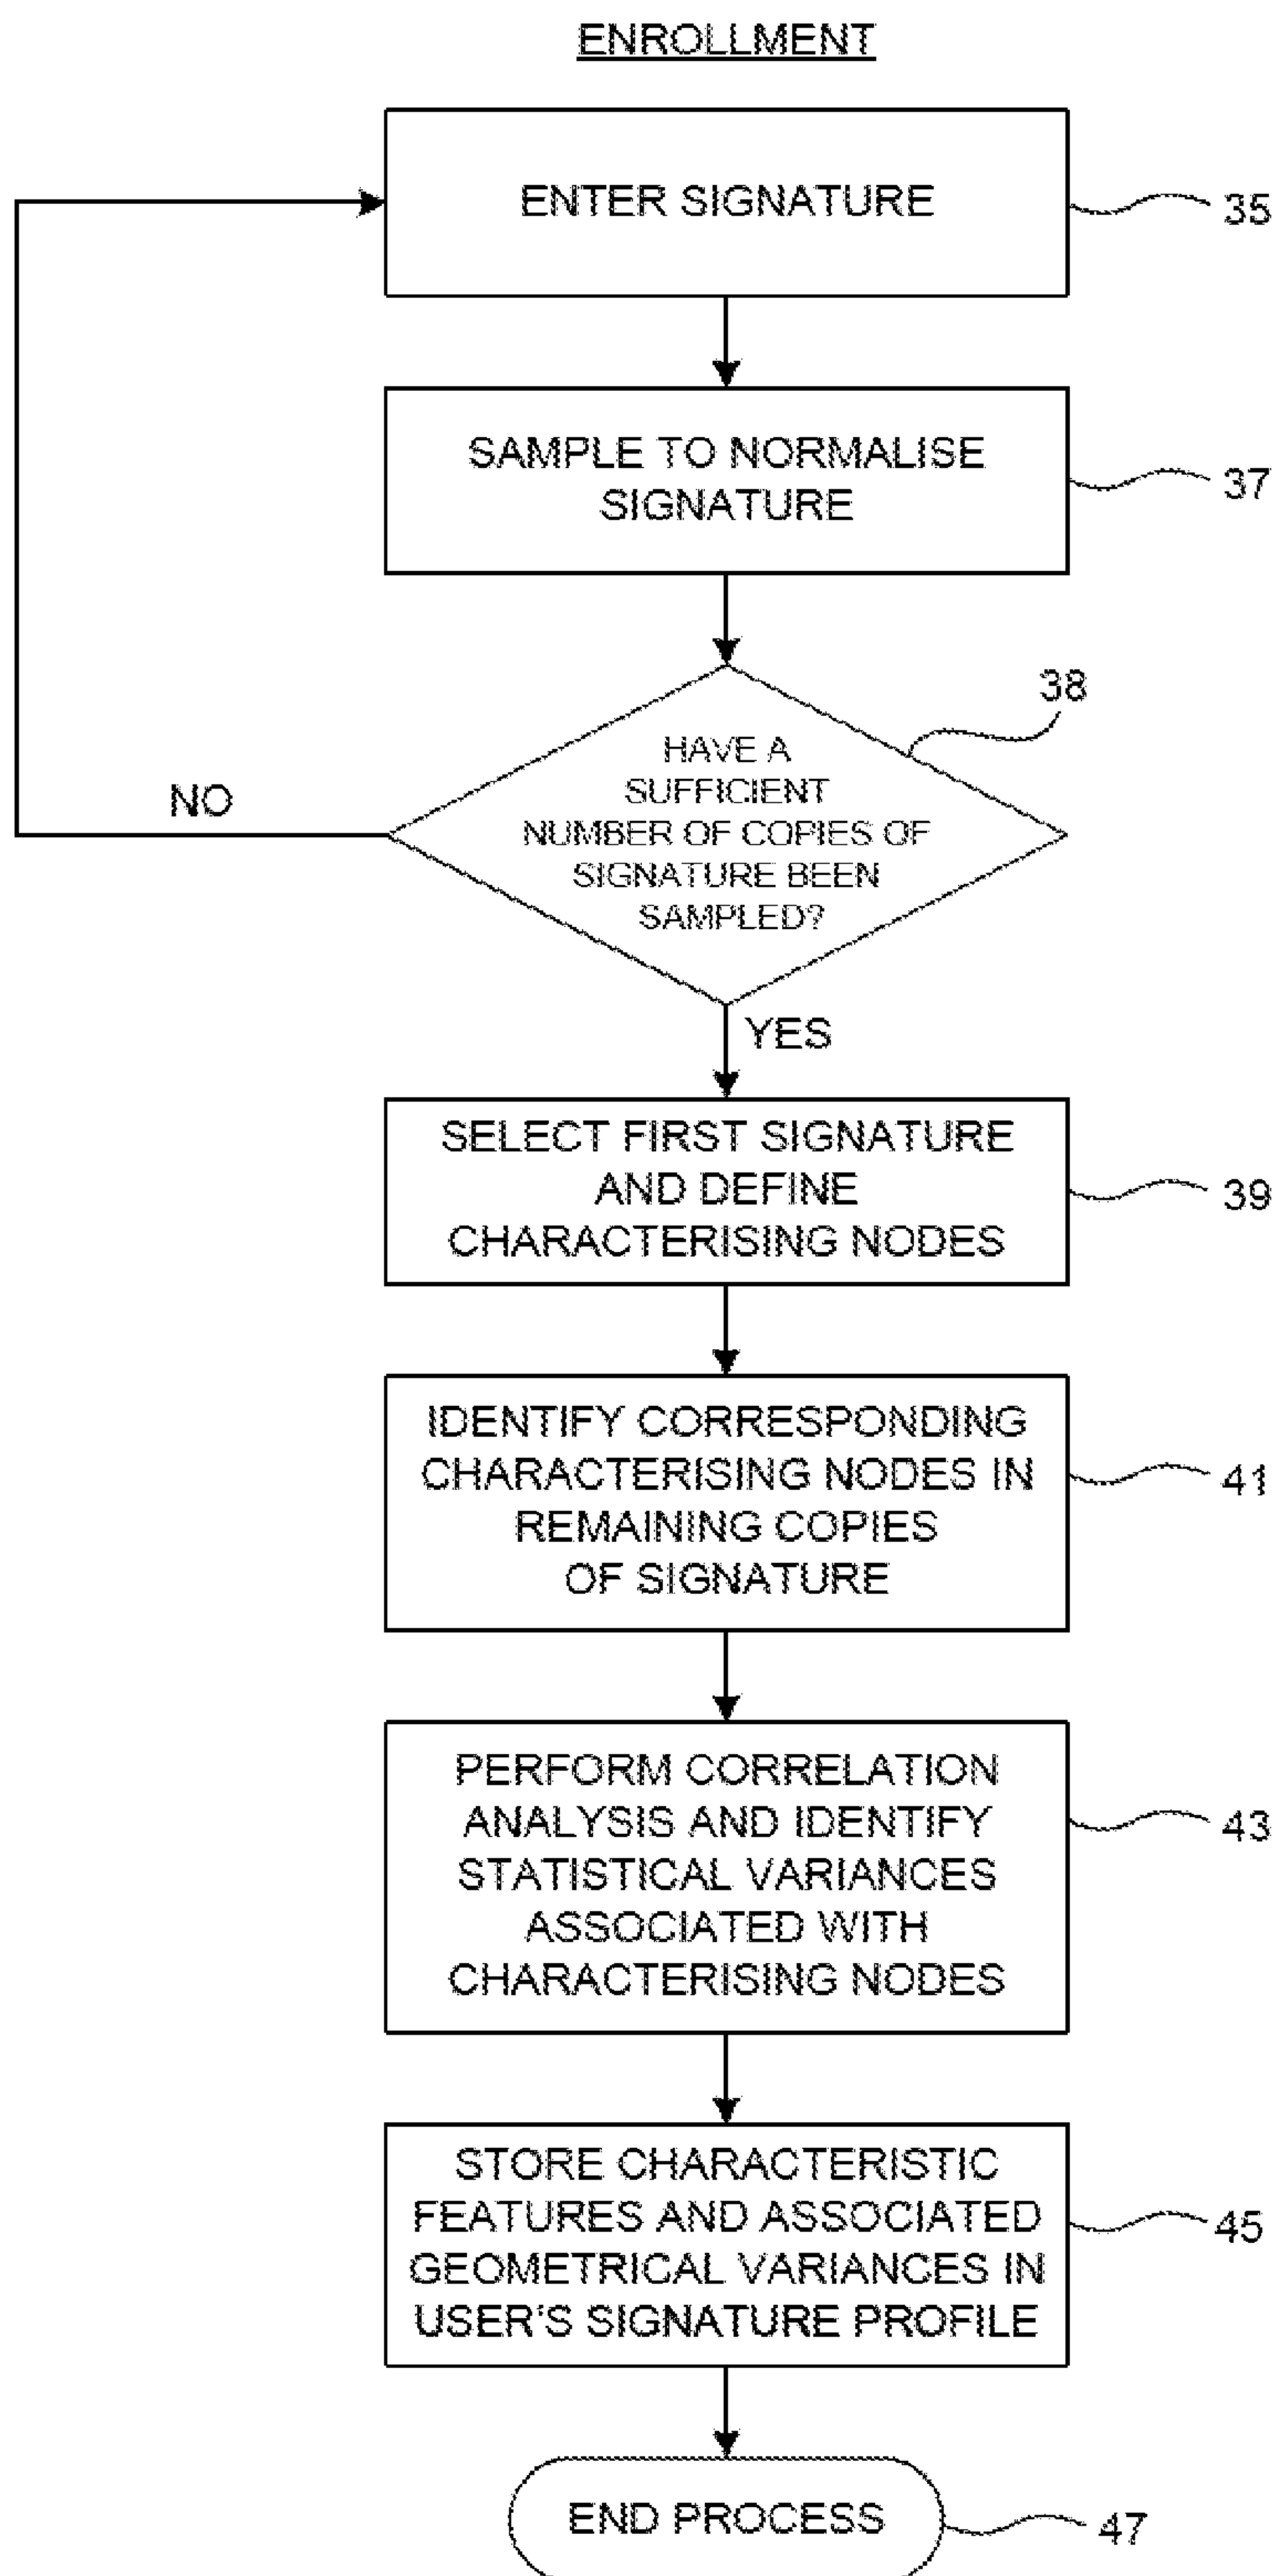 ENROLLMENT
ENTER SIGNATURE
35
SAMPLE TO NORMALISE
SIGNATURE
37
38
HAVE A
SUFFICIENT
NUMBER OF COPIES OF
SIGNATURE BEEN
SAMPLED?
NO
YES
SELECT FIRST SIGNATURE
AND DEFINE
CHARACTERISING NODES
39
IDENTIFY CORRESPONDING
CHARACTERISING NODES IN
REMAINING COPIES
OF SIGNATURE
41
PERFORM CORRELATION
ANALYSIS AND IDENTIFY
STATISTICAL VARIANCES
ASSOCIATED WITH
CHARACTERISING NODES
43
STORE CHARACTERISTIC
FEATURES AND ASSOCIATED
GEOMETRICAL VARIANCES IN
USER'S SIGNATURE PROFILE
45
END PROCESS
47